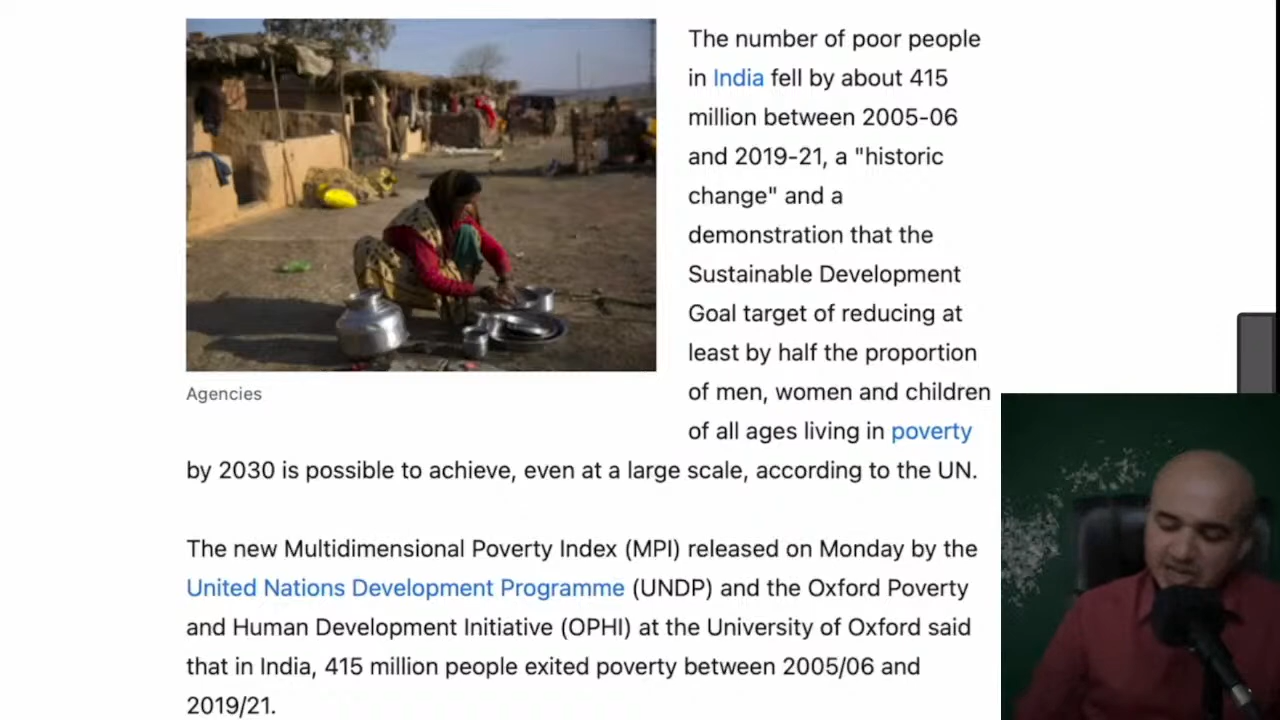 The number of poor people
in India fell by about 415
million between 2005-06
and 2019-21, a "historic
change" and a
demonstration that the
Sustainable Development
Goal target of reducing at
least by half the proportion
of men, women and children
of all ages living in poverty
by 2030 is possible to achieve, even at a large scale, according to the UN.
Agencies
The new Multidimensional Poverty Index (MPI) released on Monday by the
United Nations Development Programme (UNDP) and the Oxford Poverty
and Human Development Initiative (OPHI) at the University of Oxford said
that in India, 415 million people exited poverty between 2005/06 and
2019/21.